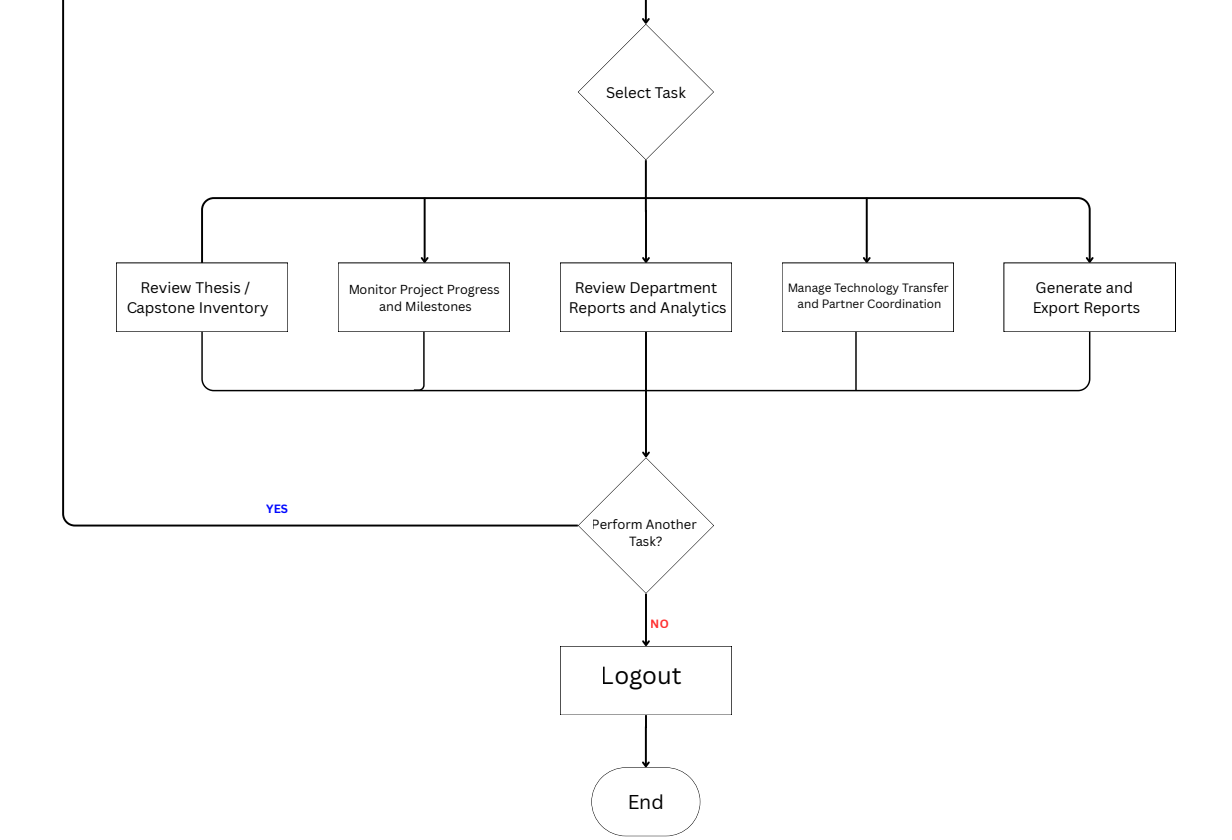 Select Task
Review Thesis /
Capstone Inventory
Monitor Project Progress
and Milestones
Review Department
Reports and Analytics
Manage Technology Transfer
and Partner Coordination
Generate and
Export Reports
YES
Perform Another
Task?
NO
Logout
End